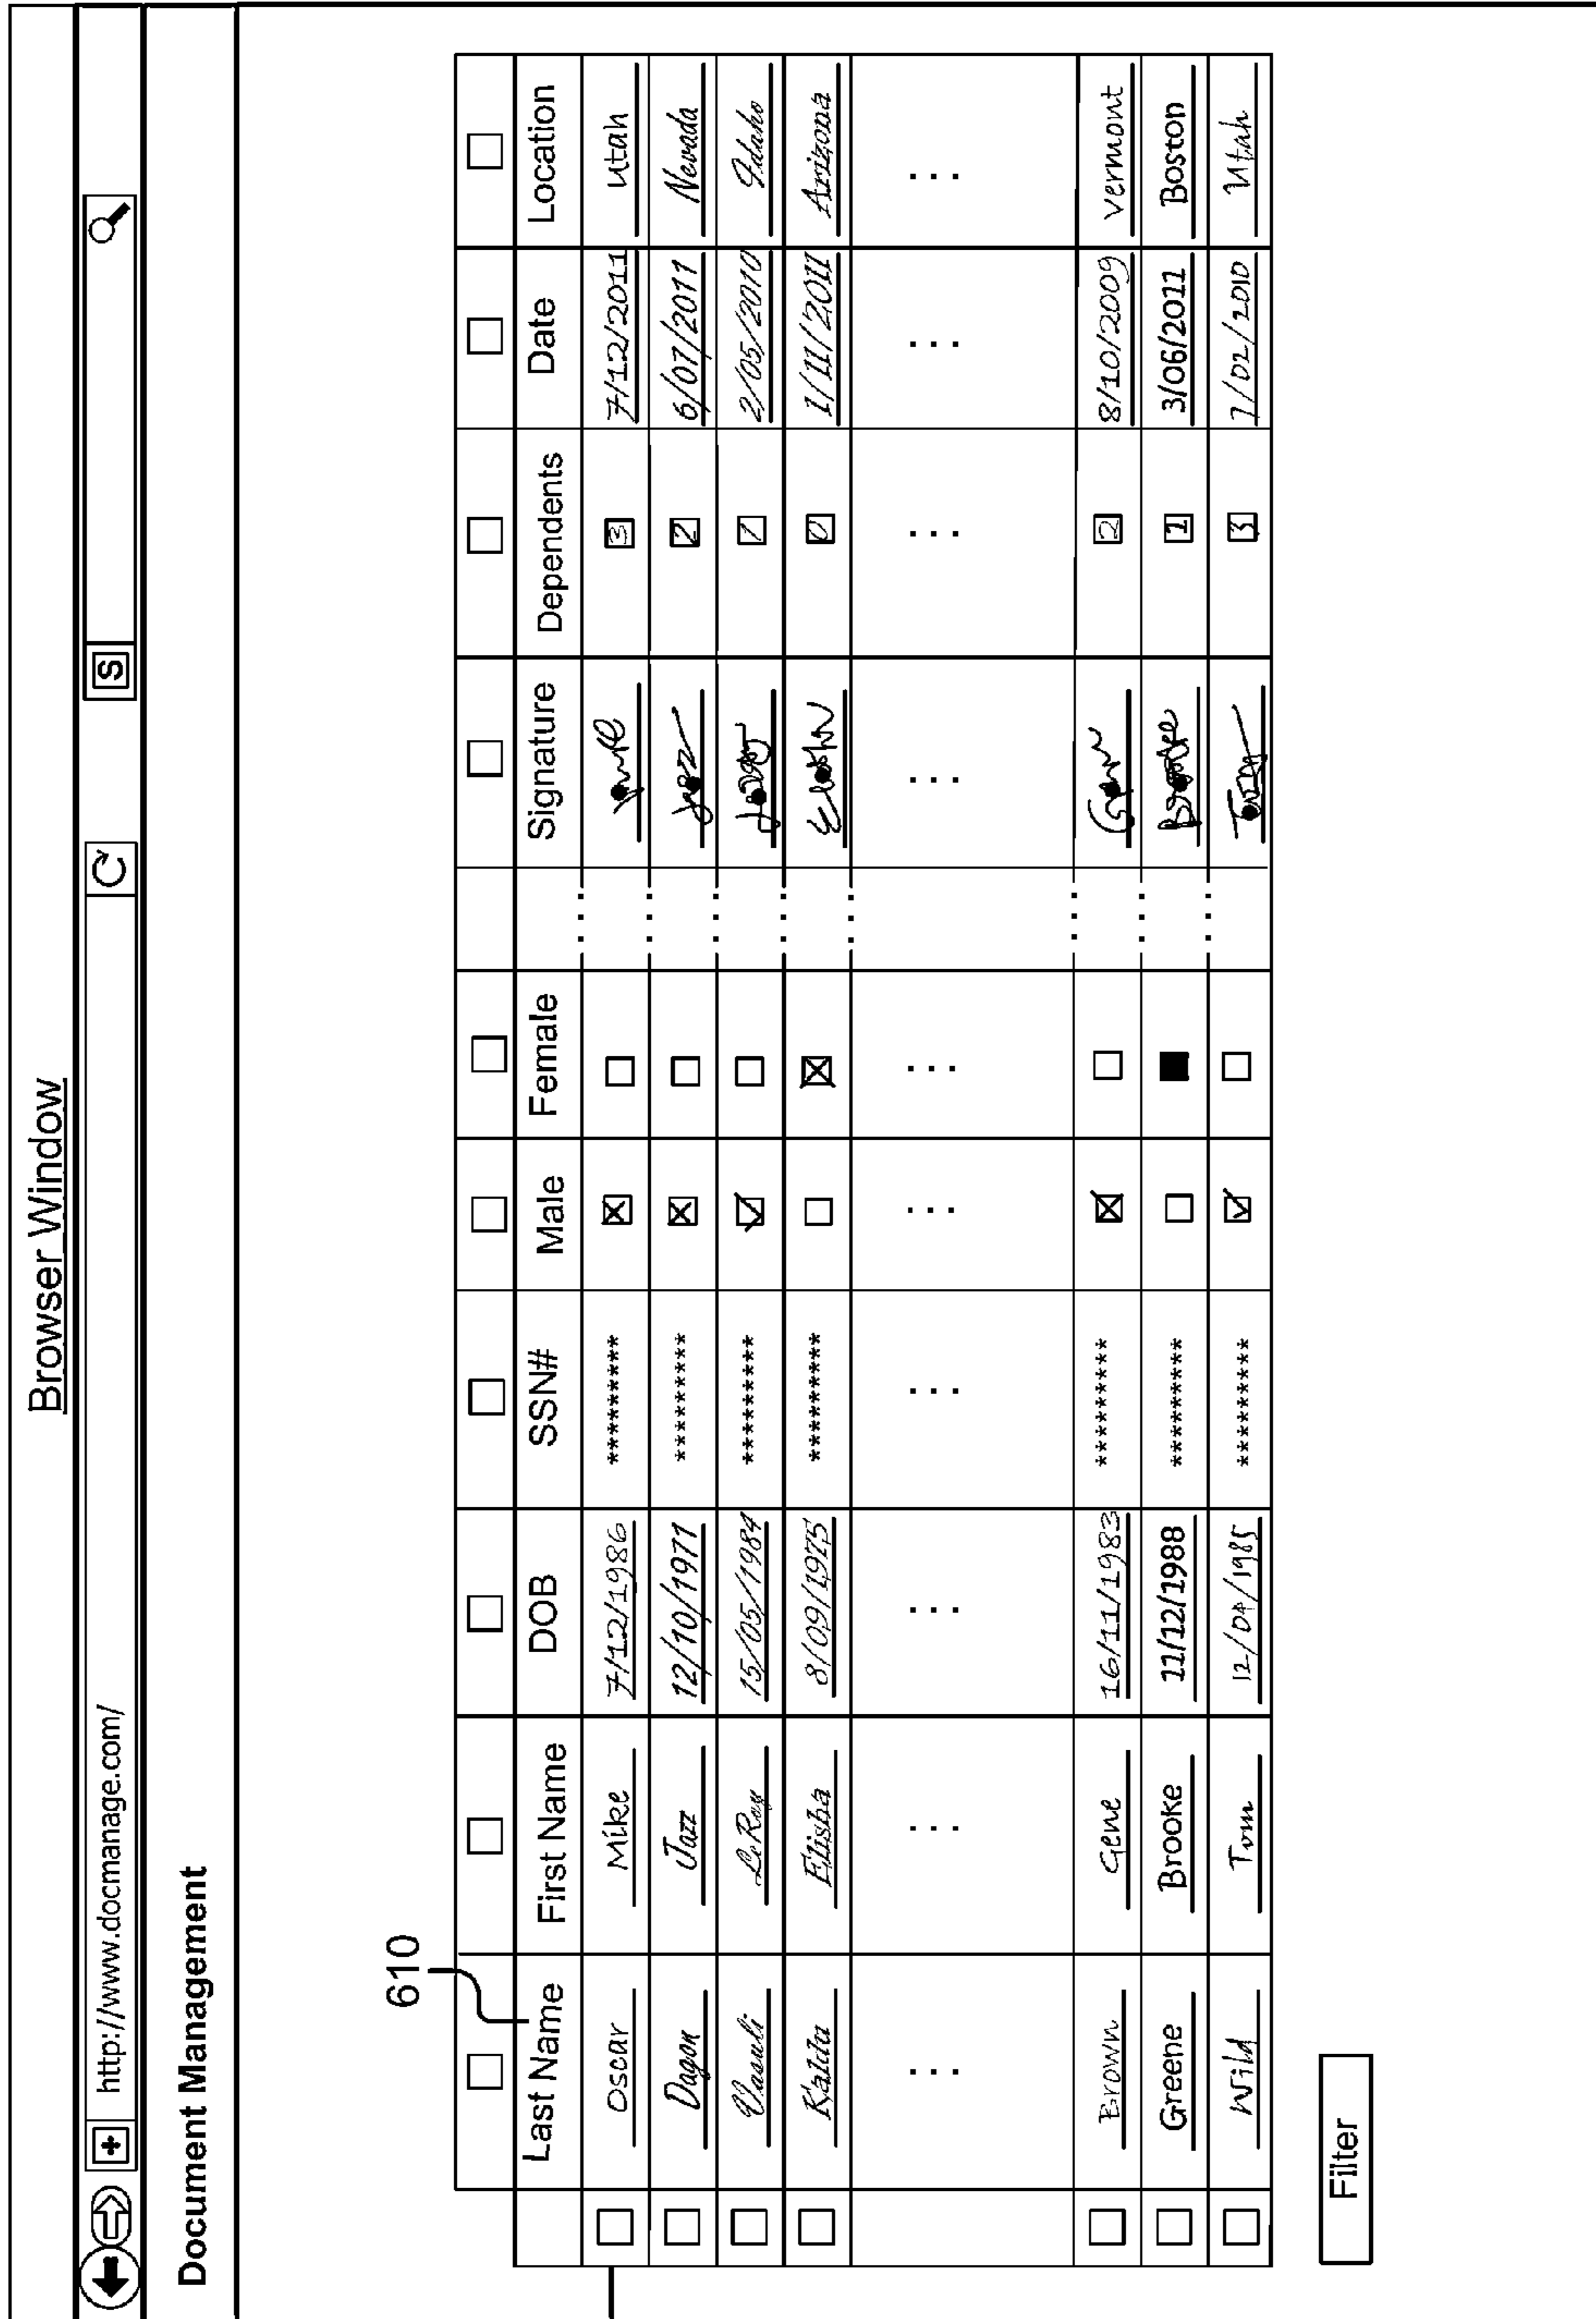 Browser Window
http://www.docmanage.com/ S
Document Management
610
Last Name First Name DOB SSN# Male Female Signature Dependents Date Location
Oscar Mike 7/12/1986 ********** 3 7/12/2011 Utah
Dagon Jazz 12/10/1971 ********** 2 6/07/2011 Nevada
Vasuli LeRoy 15/05/1984 ********** 1 2/05/2010 Idaho
Elisha 8/09/1975 ********** 0 1/11/2011 Arizona
... ... ... ... ... ... ... ... ... ...
Brown Gene 16/11/1983 ********** 2 8/10/2009 Vermont
Greene Brooke 11/12/1988 ********** 1 3/06/2011 Boston
Wild Tom 12/04/1985 ********** 3 7/02/2010 Utah
Filter